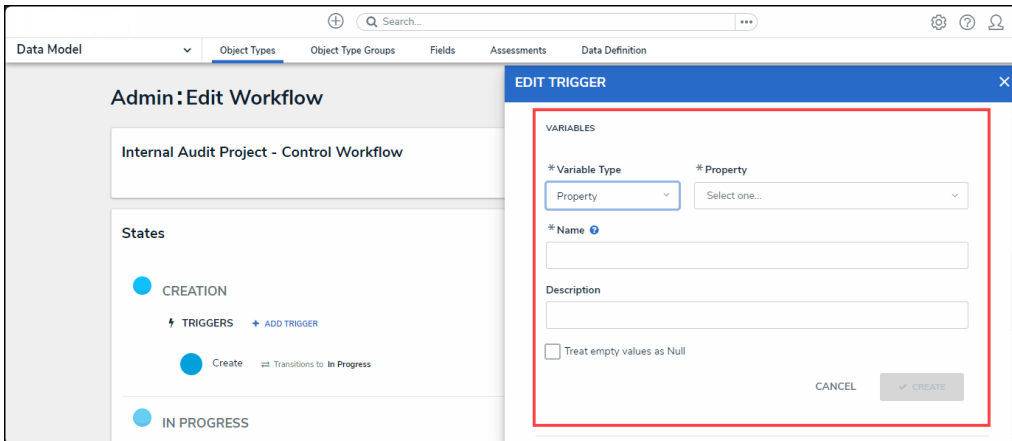 Search...
Data Model Object Types Object Type Groups Fields Assessments Data Definition
Admin:Edit Workflow
Internal Audit Project - Control Workflow
States
CREATION
TRIGGERS + ADD TRIGGER
Create Transitions to In Progress
IN PROGRESS
EDIT TRIGGER
VARIABLES
*Variable Type *Property
Property Select one...
*Name ?
Description
Treat empty values as Null
CANCEL CREATE